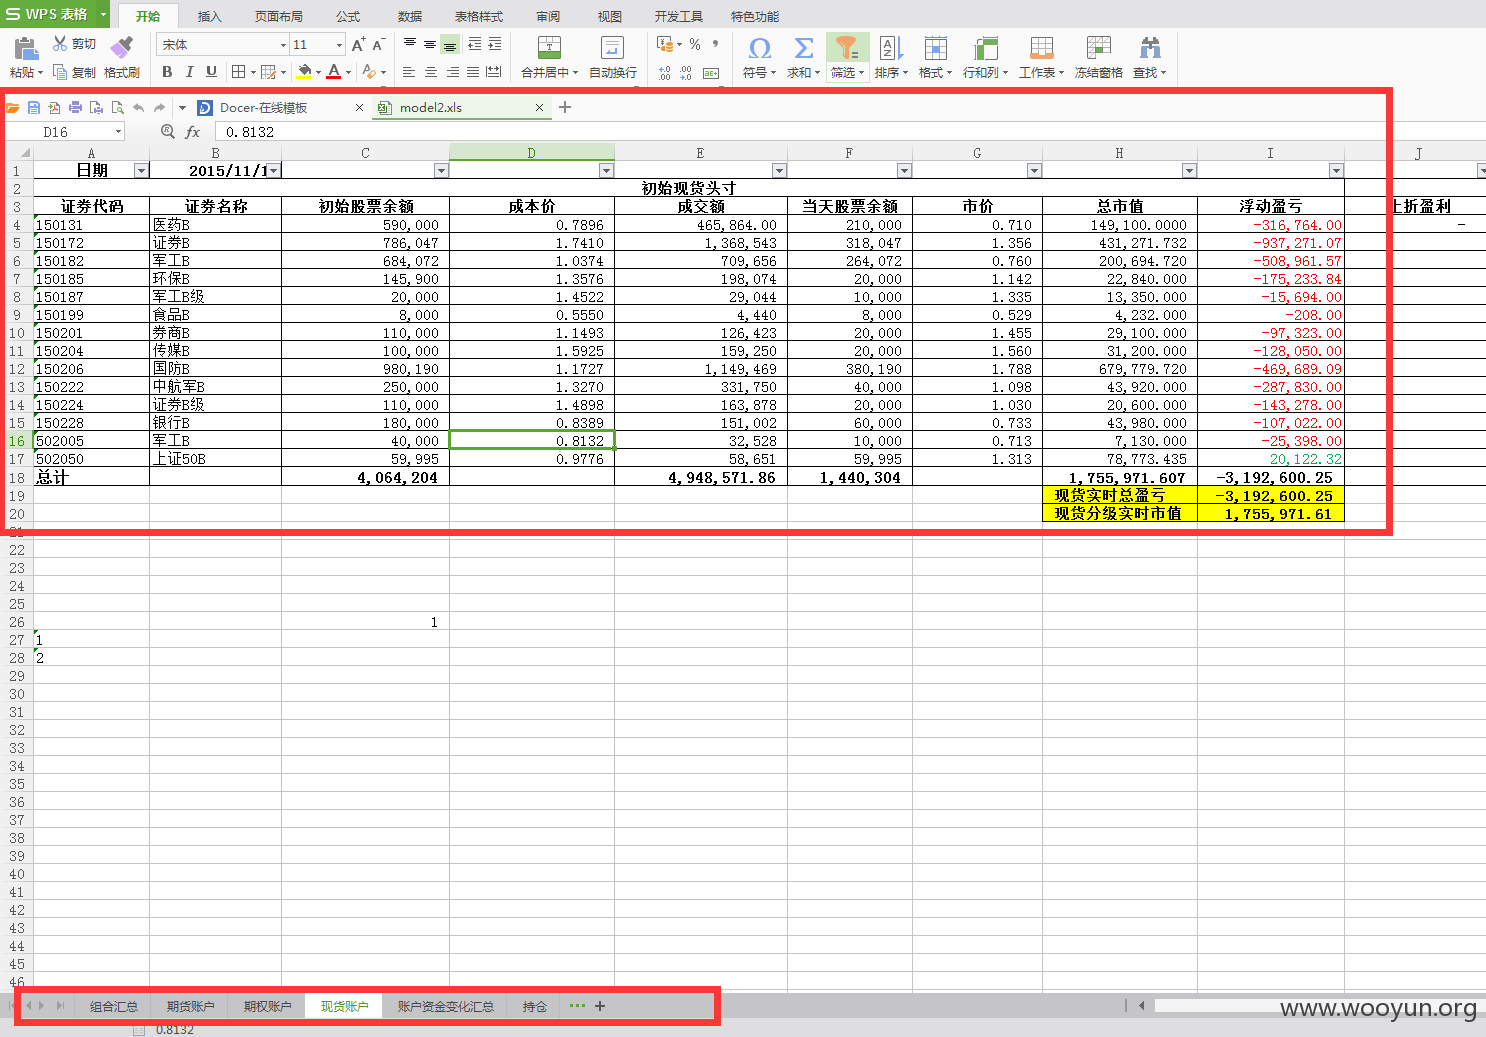 WPS 表格 开始 插入 页面布局 公式 数据 表格样式 审阅 视图 开发工具 特色功能
剪切 宋体 11 A+ A- %
粘贴 复制 格式刷 B I U A 合并居中 自动换行 符号 求和 筛选 排序 格式 行和列 工作表 冻结窗格 查找
Docer-在线模板 × model2.xls × +
D16 fx 0.8132
A B C D E F G H I J
1 日期 2015/11/1
2 初始现货头寸
3 证券代码 证券名称 初始股票余额 成本价 成交额 当天股票余额 市价 总市值 浮动盈亏 上折盈利
4 150131 医药B 590,000 0.7896 465,864.00 210,000 0.710 149,100.0000 -316,764.00 -
5 150172 证券B 786,047 1.7410 1,368,543 318,047 1.356 431,271.732 -937,271.07
6 150182 军工B 684,072 1.0374 709,656 264,072 0.760 200,694.720 -508,961.57
7 150185 环保B 145,900 1.3576 198,074 20,000 1.142 22,840.000 -175,233.84
8 150187 军工B级 20,000 1.4522 29,044 10,000 1.335 13,350.000 -15,694.00
9 150199 食品B 8,000 0.5550 4,440 8,000 0.529 4,232.000 -208.00
10 150201 券商B 110,000 1.1493 126,423 20,000 1.455 29,100.000 -97,323.00
11 150204 传媒B 100,000 1.5925 159,250 20,000 1.560 31,200.000 -128,050.00
12 150206 国防B 980,190 1.1727 1,149,469 380,190 1.788 679,779.720 -469,689.09
13 150222 中航军B 250,000 1.3270 331,750 40,000 1.098 43,920.000 -287,830.00
14 150224 证券B级 110,000 1.4898 163,878 20,000 1.030 20,600.000 -143,278.00
15 150228 银行B 180,000 0.8389 151,002 60,000 0.733 43,980.000 -107,022.00
16 502005 军工B 40,000 0.8132 32,528 10,000 0.713 7,130.000 -25,398.00
17 502050 上证50B 59,995 0.9776 58,651 59,995 1.313 78,773.435 20,122.32
18 总计 4,064,204 4,948,571.86 1,440,304 1,755,971.607 -3,192,600.25
19 现货实时总盈亏 -3,192,600.25
20 现货分级实时市值 1,755,971.61
22
23
24
25
26 1
27 1
28 2
29
30
31
32
33
34
35
36
37
38
39
40
41
42
43
44
45
46
组合汇总 期货账户 期权账户 现货账户 账户资金变化汇总 持仓 ••• +
www.wooyun.org
0.8132